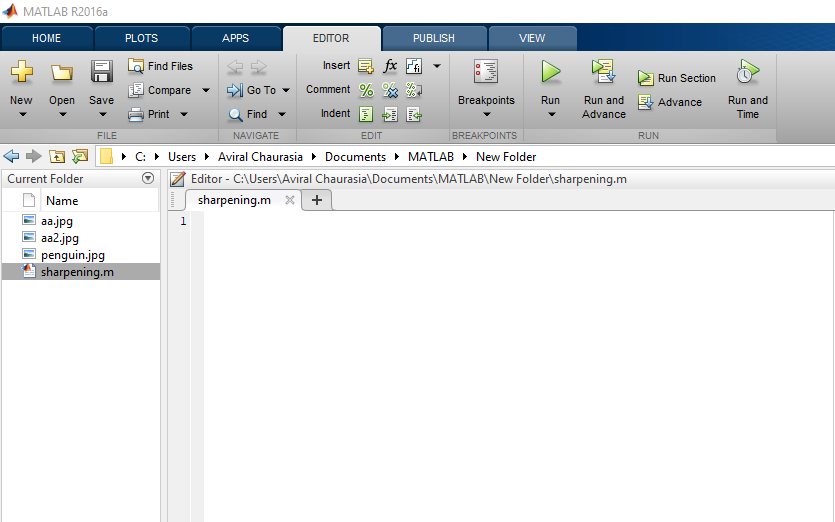 MATLAB R2016a
HOME PLOTS APPS EDITOR PUBLISH VIEW
New Open Save Find Files Compare Print
FILE
Go To Find
NAVIGATE
Insert fx fi
Comment % % %
Indent
EDIT
Breakpoints
BREAKPOINTS
Run Run and Advance Run Section Advance Run and Time
RUN
C: Users Aviral Chaurasia Documents MATLAB New Folder
Current Folder
Name
aa.jpg
aa2.jpg
penguin.jpg
sharpening.m
Editor - C:\Users\Aviral Chaurasia\Documents\MATLAB\New Folder\sharpening.m
sharpening.m
1